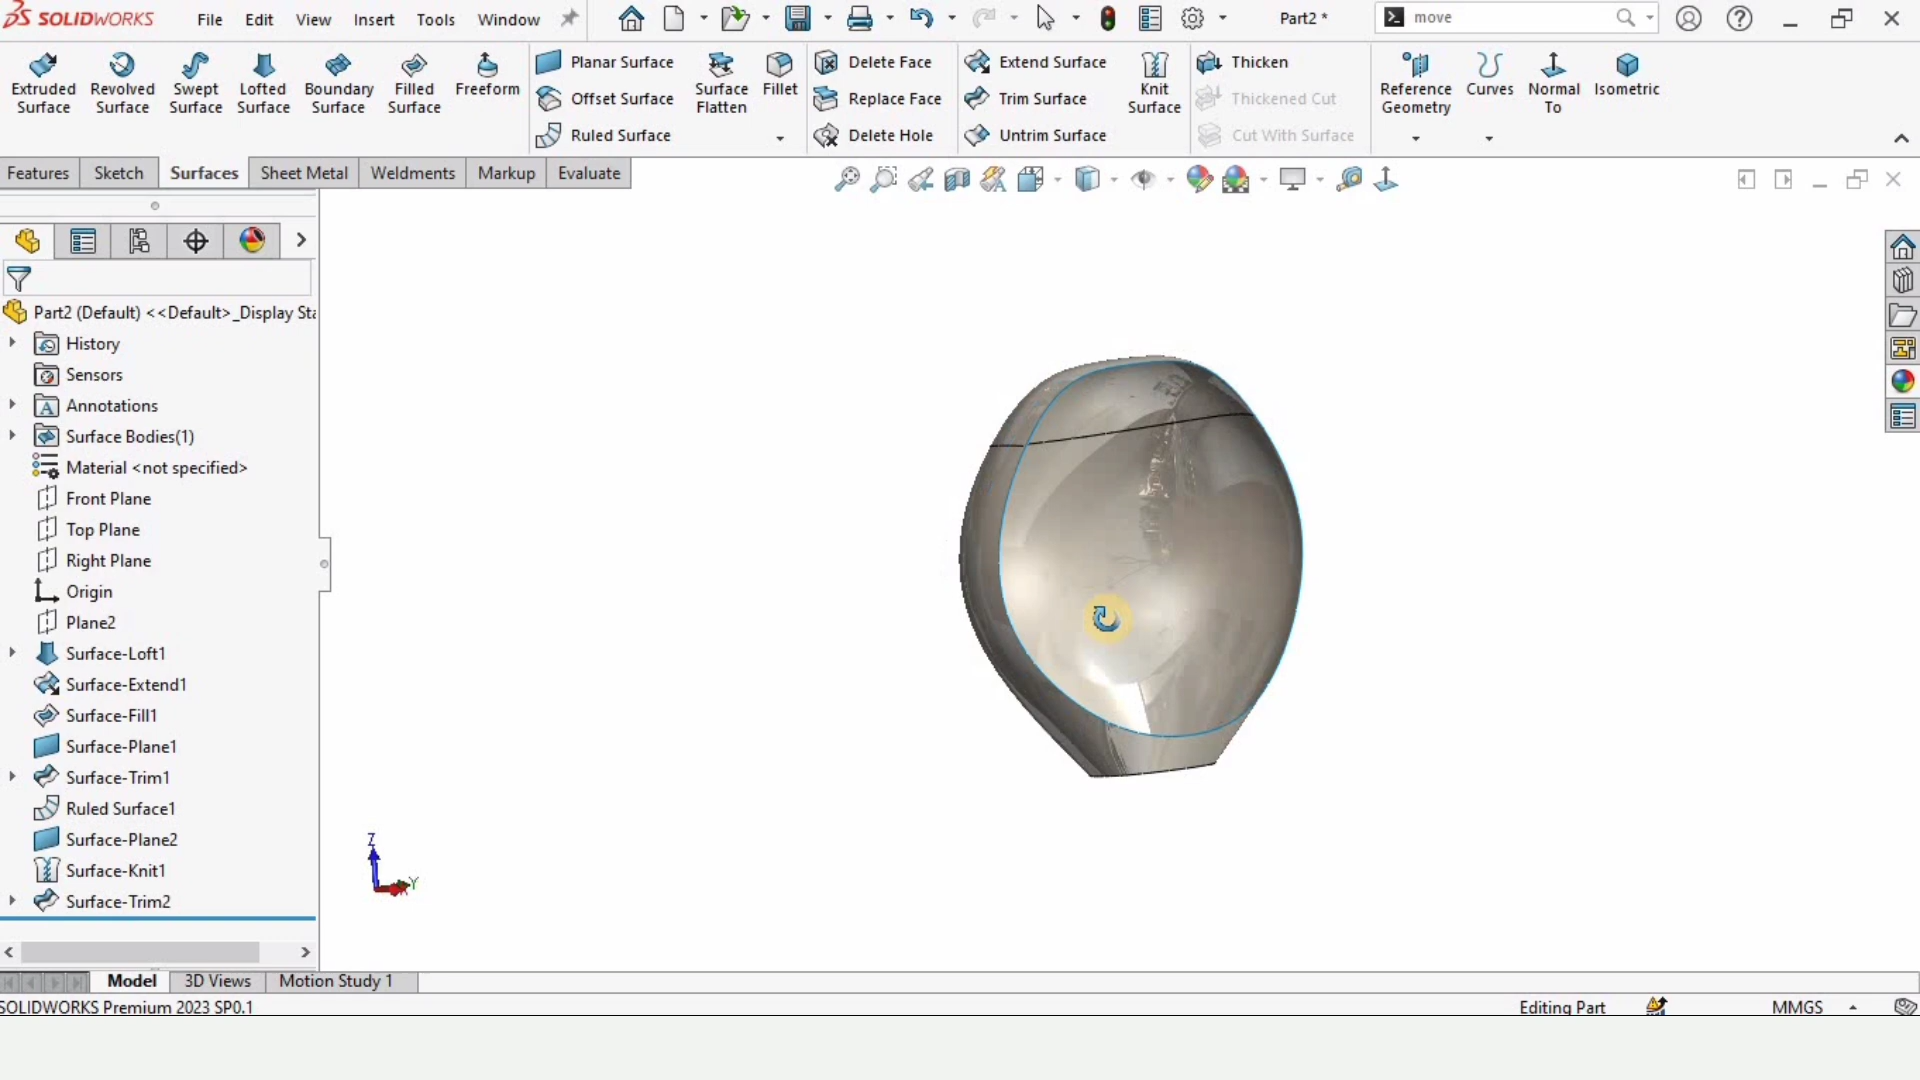 SOLIDWORKS File Edit View Insert Tools Window Part2 * move
Extruded Surface
Revolved Surface
Swept Surface
Lofted Surface
Boundary Surface
Filled Surface
Freeform
Planar Surface
Offset Surface
Ruled Surface
Surface Flatten
Fillet
Delete Face
Replace Face
Delete Hole
Extend Surface
Trim Surface
Untrim Surface
Knit Surface
Thicken
Thickened Cut
Cut With Surface
Reference Geometry
Curves
Normal To
Isometric
Features Sketch Surfaces Sheet Metal Weldments Markup Evaluate
Part2 (Default) <<Default>_Display Sta
History
Sensors
Annotations
Surface Bodies(1)
Material <not specified>
Front Plane
Top Plane
Right Plane
Origin
Plane2
Surface-Loft1
Surface-Extend1
Surface-Fill1
Surface-Plane1
Surface-Trim1
Ruled Surface1
Surface-Plane2
Surface-Knit1
Surface-Trim2
Z
Y
Model 3D Views Motion Study 1
SOLIDWORKS Premium 2023 SP0.1 Editing Part MMGS